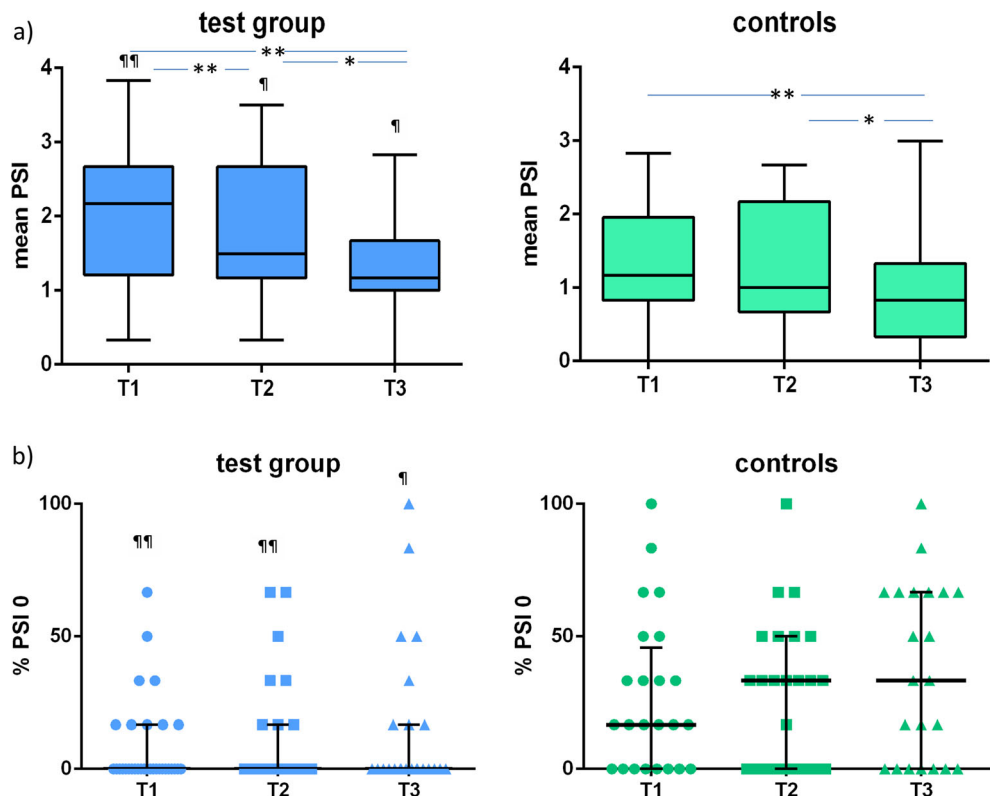 a)
test group
controls
**
¶¶
**
¶
*
¶
**
*
mean PSI
4
3
2
1
0
T1
T2
T3
mean PSI
4
3
2
1
0
T1
T2
T3
b)
test group
controls
¶¶
¶¶
¶
% PSI 0
100
50
0
T1
T2
T3
% PSI 0
100
50
0
T1
T2
T3